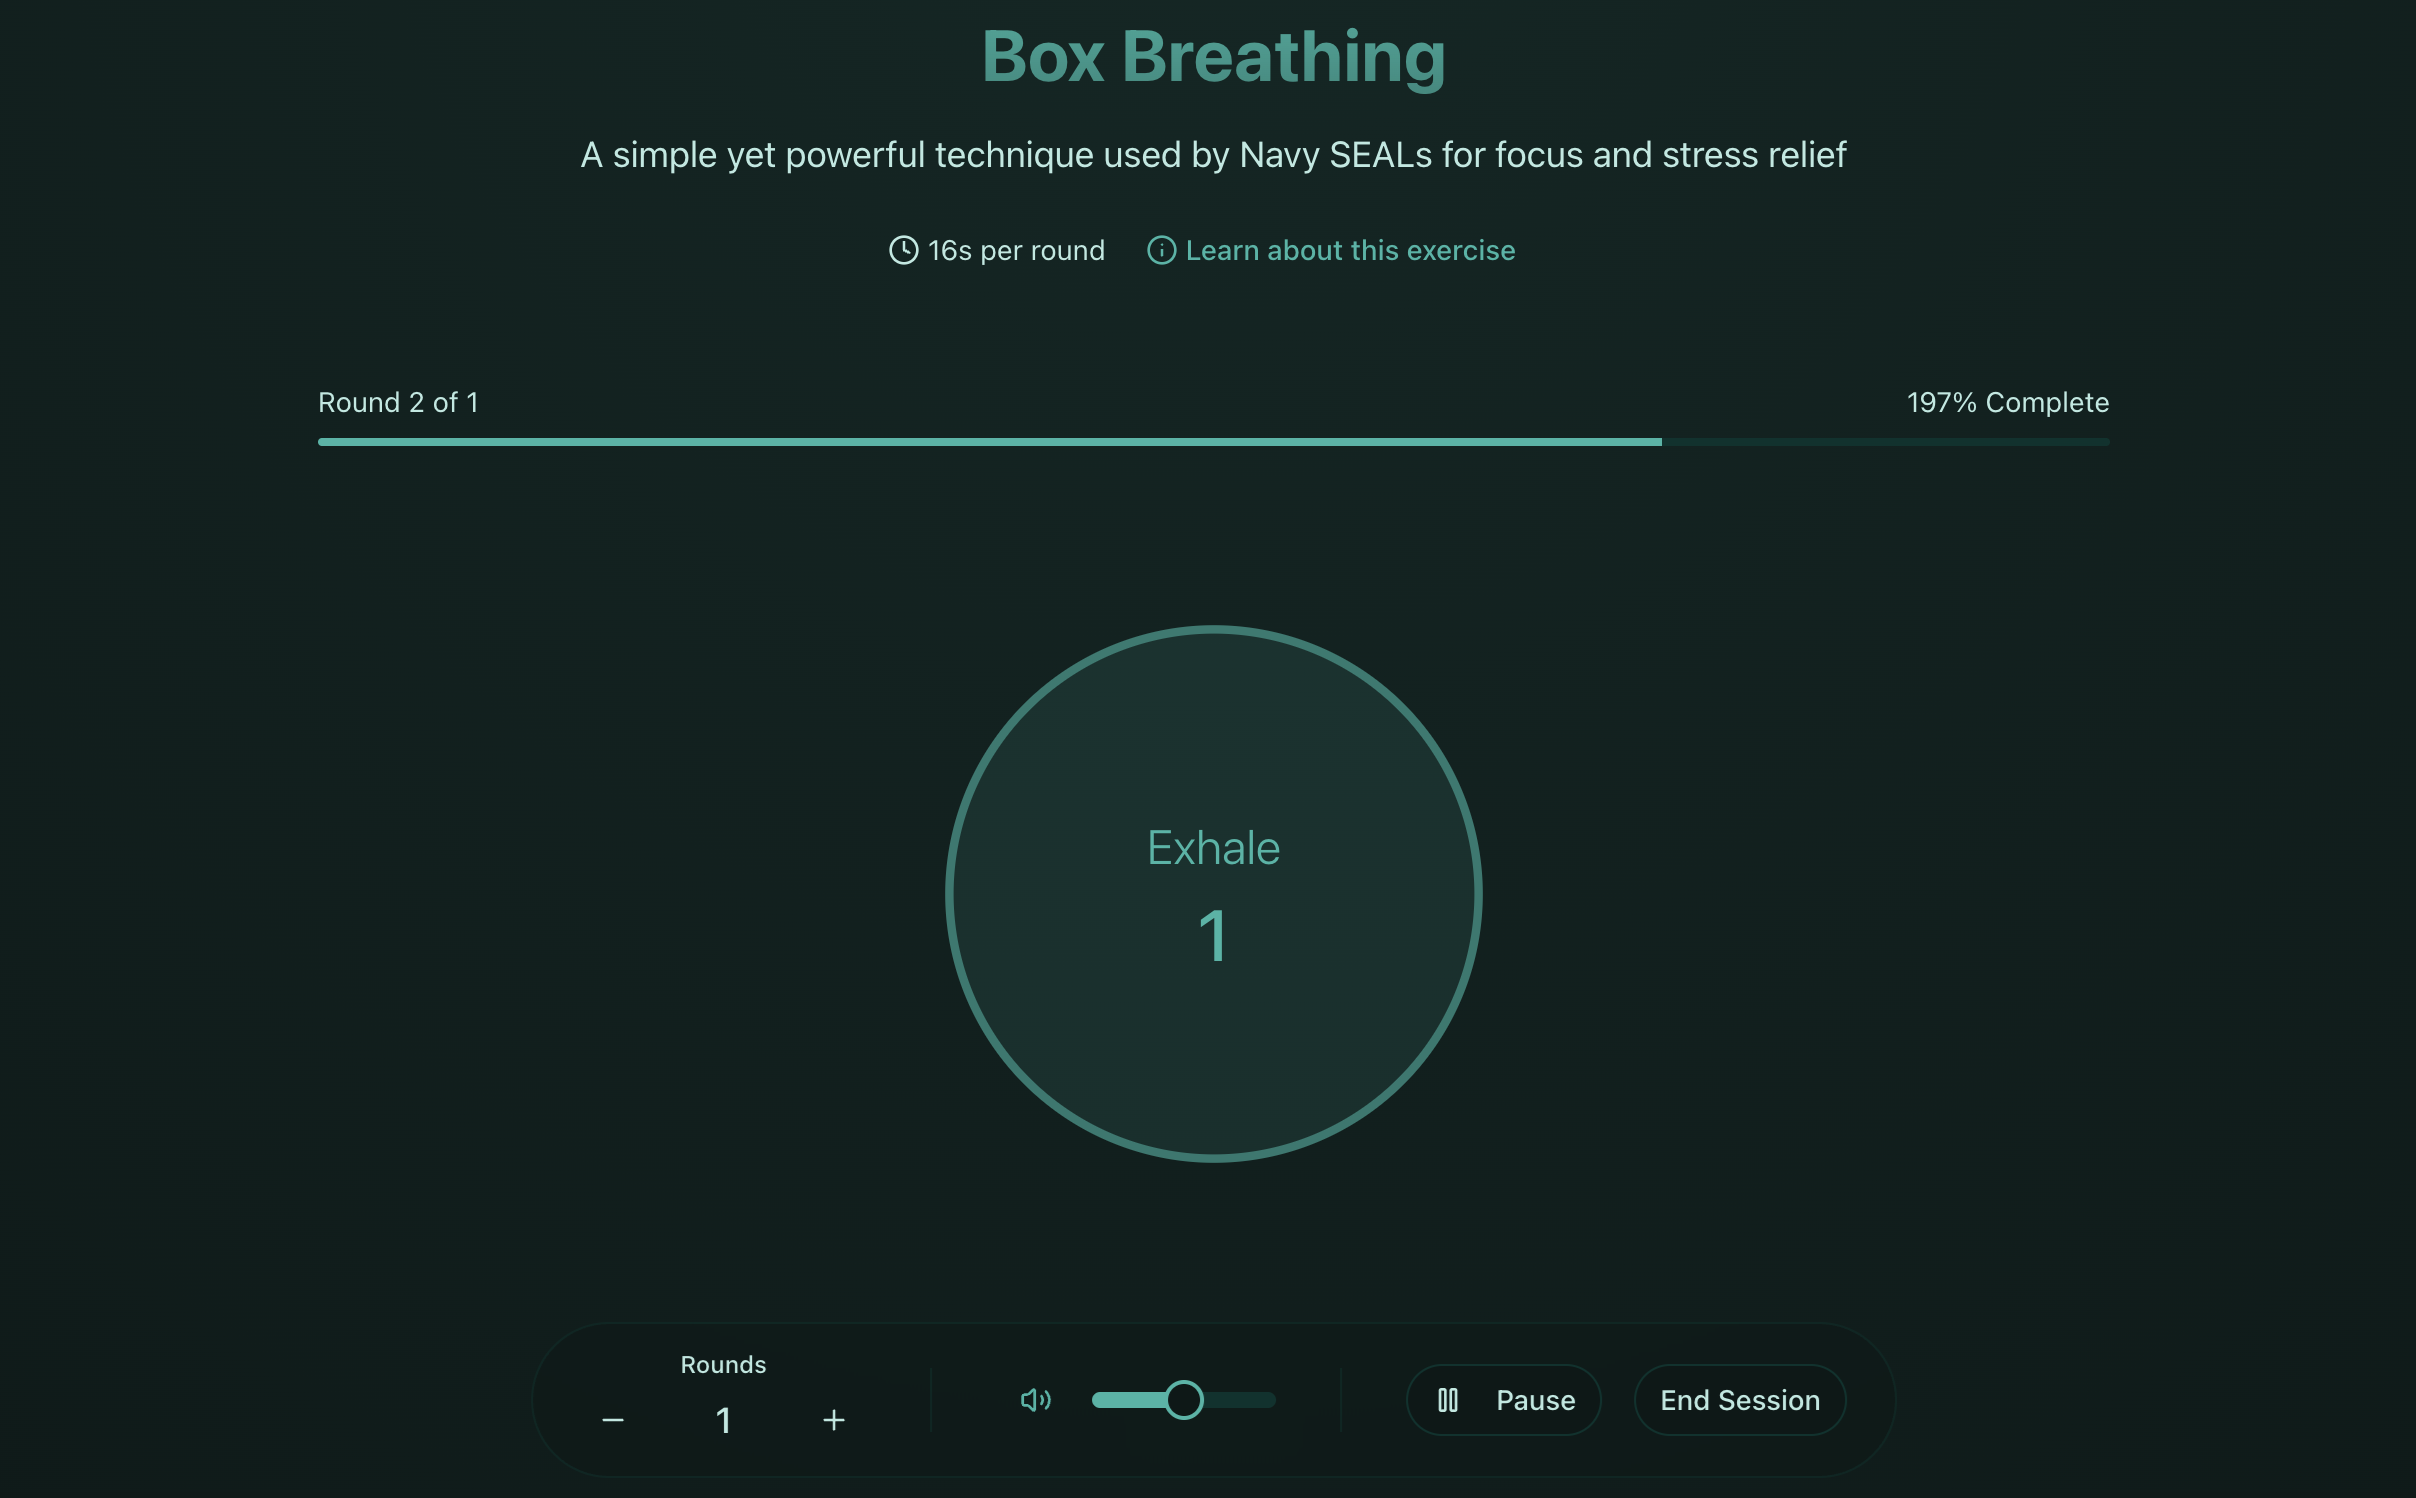 Box Breathing
A simple yet powerful technique used by Navy SEALs for focus and stress relief
16s per round
Learn about this exercise
Round 2 of 1
197% Complete
Exhale
1
Rounds
− 1 +
Pause
End Session